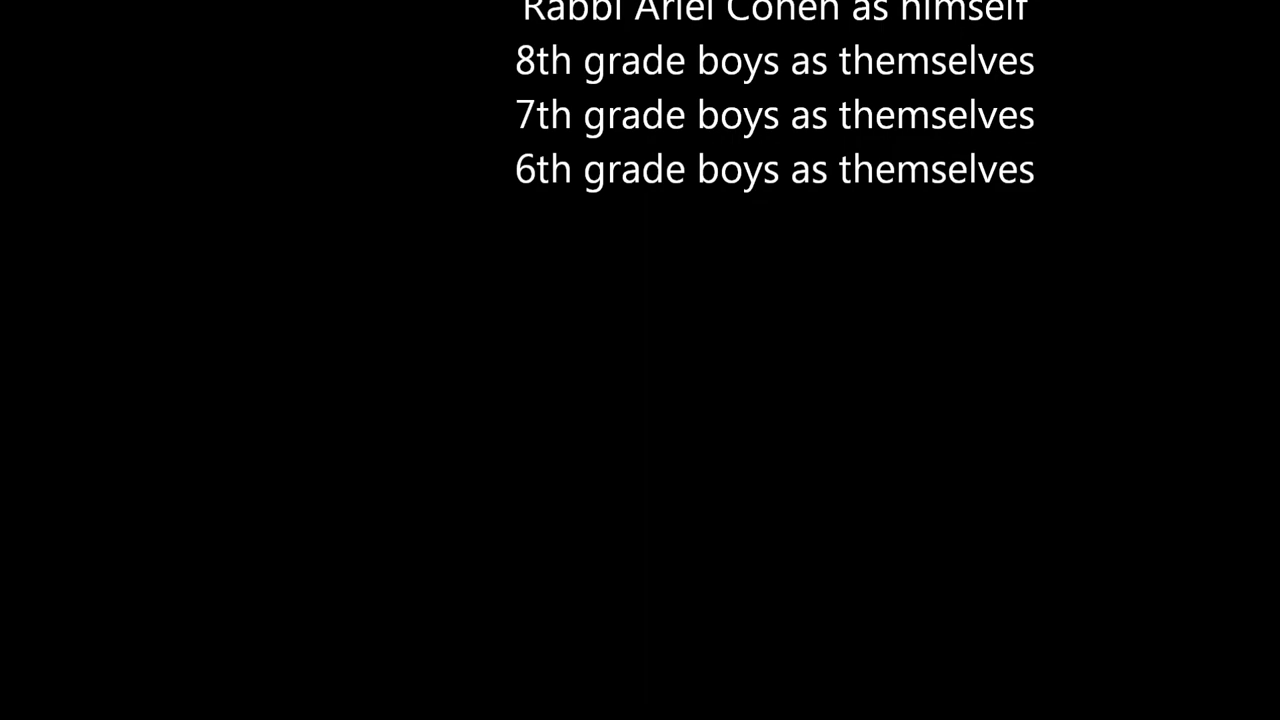 Rabbi Ariel Cohen as himself
8th grade boys as themselves
7th grade boys as themselves
6th grade boys as themselves